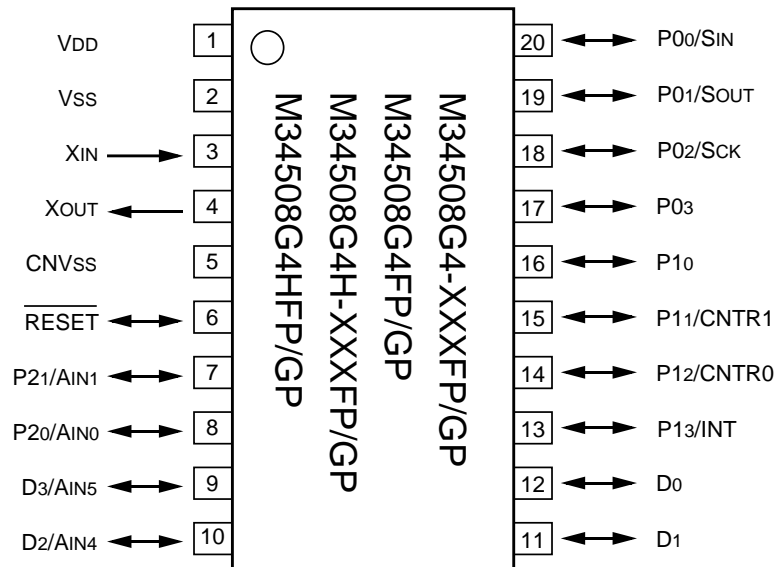 VDD 1 20 P00/SIN
VSS 2 19 P01/SOUT
XIN 3 18 P02/SCK
XOUT 4 17 P03
CNVSS 5 16 P10
RESET 6 15 P11/CNTR1
P21/AIN1 7 14 P12/CNTR0
P20/AIN0 8 13 P13/INT
D3/AIN5 9 12 D0
D2/AIN4 10 11 D1
M34508G4-XXXFP/GP
M34508G4FP/GP
M34508G4H-XXXFP/GP
M34508G4HFP/GP